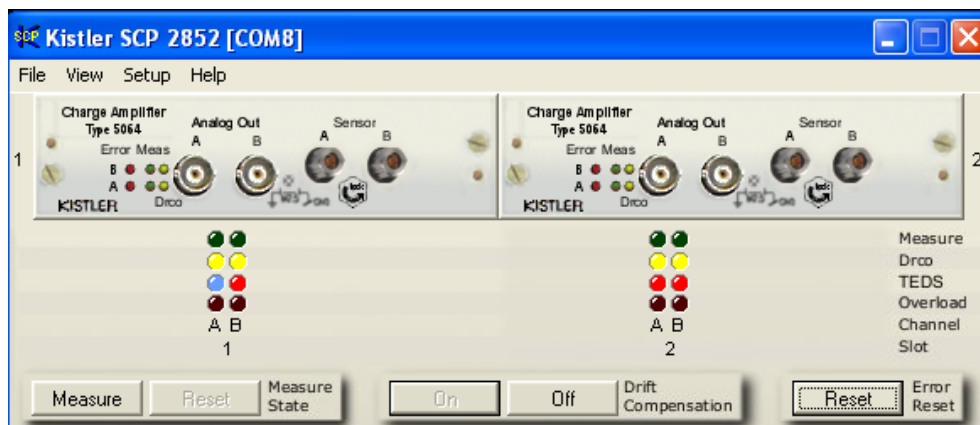 SCP Kistler SCP 2852 [COM8]
File View Setup Help
1
Charge Amplifier
Type 5064
Analog Out
Sensor
A B A B
Error Meas
B
A
Drco
KISTLER
Charge Amplifier
Type 5064
Analog Out
Sensor
A B A B
Error Meas
B
A
Drco
KISTLER
2
Measure
Drco
TEDS
Overload
A B A B Channel
1 2 Slot
Measure Reset Measure State
On Off Drift Compensation
Reset Error Reset